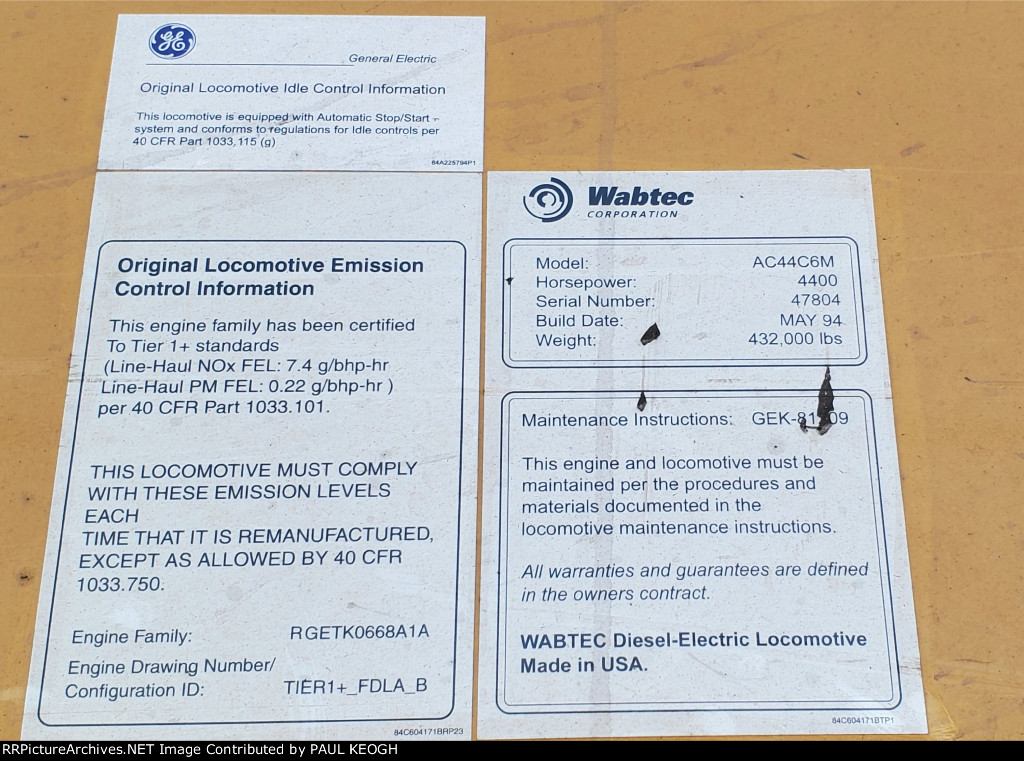 GE
General Electric
Original Locomotive Idle Control Information
This locomotive is equipped with Automatic Stop/Start -
system and conforms to regulations for Idle controls per
40 CFR Part 1033,115 (g)
84A225794P1
Original Locomotive Emission
Control Information
This engine family has been certified
To Tier 1+ standards
(Line-Haul NOx FEL: 7.4 g/bhp-hr
Line-Haul PM FEL: 0.22 g/bhp-hr )
per 40 CFR Part 1033.101.
THIS LOCOMOTIVE MUST COMPLY
WITH THESE EMISSION LEVELS
EACH
TIME THAT IT IS REMANUFACTURED,
EXCEPT AS ALLOWED BY 40 CFR
1033.750.
Engine Family: RGETK0668A1A
Engine Drawing Number/
Configuration ID: TIER1+_FDLA_B
84C604171BRP23
Wabtec
CORPORATION
Model: AC44C6M
Horsepower: 4400
Serial Number: 47804
Build Date: MAY 94
Weight: 432,000 lbs
Maintenance Instructions:
This engine and locomotive must be
maintained per the procedures and
materials documented in the
locomotive maintenance instructions.
All warranties and guarantees are defined
in the owners contract.
WABTEC Diesel-Electric Locomotive
Made in USA.
84C604171BTP1
RRPictureArchives.NET Image Contributed by PAUL KEOGH